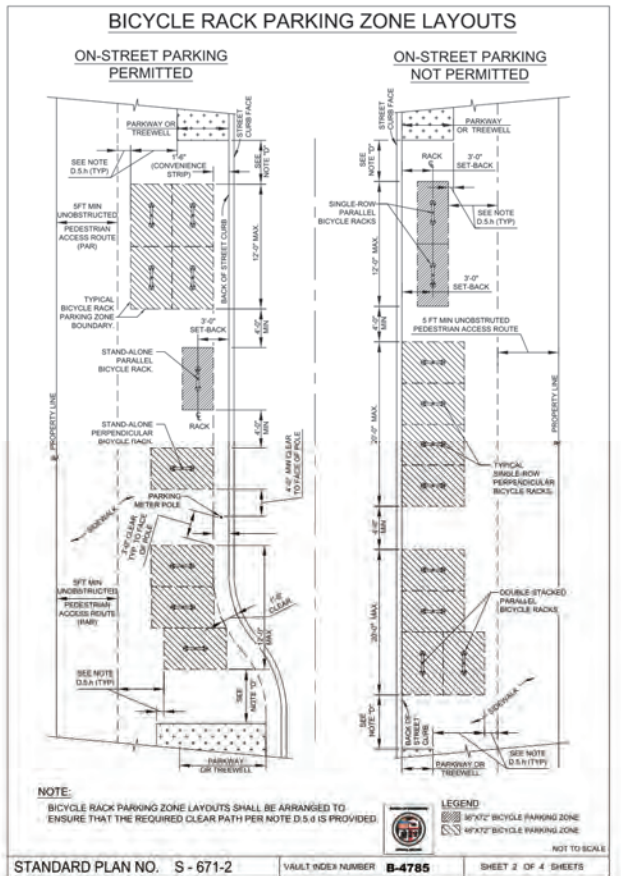 BICYCLE RACK PARKING ZONE LAYOUTS
ON-STREET PARKING
PERMITTED
PARKWAY OR
TREEWELL
STREET
CURB FACE
SEE NOTE
D.5.h (TYP)
1'-6"
(CONVENIENCE
STRIP)
SEE
NOTE "D"
5FT MIN
UNOBSTRUCTED
PEDESTRIAN
ACCESS ROUTE
(PAR)
BACK OF STREET CURB
12'-0" MAX.
TYPICAL
BICYCLE RACK
PARKING ZONE
BOUNDARY.
3'-0"
SET-BACK
4'-0"
MIN
STAND-ALONE
PARALLEL
BICYCLE RACK.
RACK
4'-0"
MIN
STAND-ALONE
PERPENDICULAR
BICYCLE RACK.
PROPERTY LINE
4'-0" MIN CLEAR
TO FACE OF POLE
PARKING
METER POLE
SIDEWALK
3'-0" CLEAR
TYP. TO FACE
OF POLE
5FT MIN
UNOBSTRUCTED
PEDESTRIAN
ACCESS ROUTE
(PAR)
1'-6"
CLEAR
MAX
SEE NOTE
D.5.h (TYP)
SEE
NOTE "D"
PARKWAY
OR TREEWELL
ON-STREET PARKING
NOT PERMITTED
STREET
CURB FACE
PARKWAY
OR TREEWELL
SEE
NOTE "D"
RACK
3'-0"
SET-BACK
SINGLE-ROW
PARALLEL
BICYCLE RACKS
SEE NOTE
D.5.h (TYP)
12'-0" MAX.
3'-0"
SET-BACK
4'-0"
MIN
5 FT MIN UNOBSTRUTED
PEDESTRIAN ACCESS ROUTE
20'-0" MAX.
PROPERTY LINE
TYPICAL
SINGLE-ROW
PERPENDICULAR
BICYCLE RACKS.
4'-0"
MIN
20'-0" MAX.
DOUBLE-STACKED
PARALLEL
BICYCLE RACKS
SIDEWALK
SEE
NOTE "D"
BACK OF
STREET
CURB
SEE NOTE
D.5.h (TYP)
PARKWAY OR
TREEWELL
NOTE:
BICYCLE RACK PARKING ZONE LAYOUTS SHALL BE ARRANGED TO
ENSURE THAT THE REQUIRED CLEAR PATH PER NOTE D.5.d IS PROVIDED.
LEGEND
36"X72" BICYCLE PARKING ZONE
48"X72" BICYCLE PARKING ZONE
NOT TO SCALE
STANDARD PLAN NO. S - 671-2
VAULT INDEX NUMBER B-4785
SHEET 2 OF 4 SHEETS